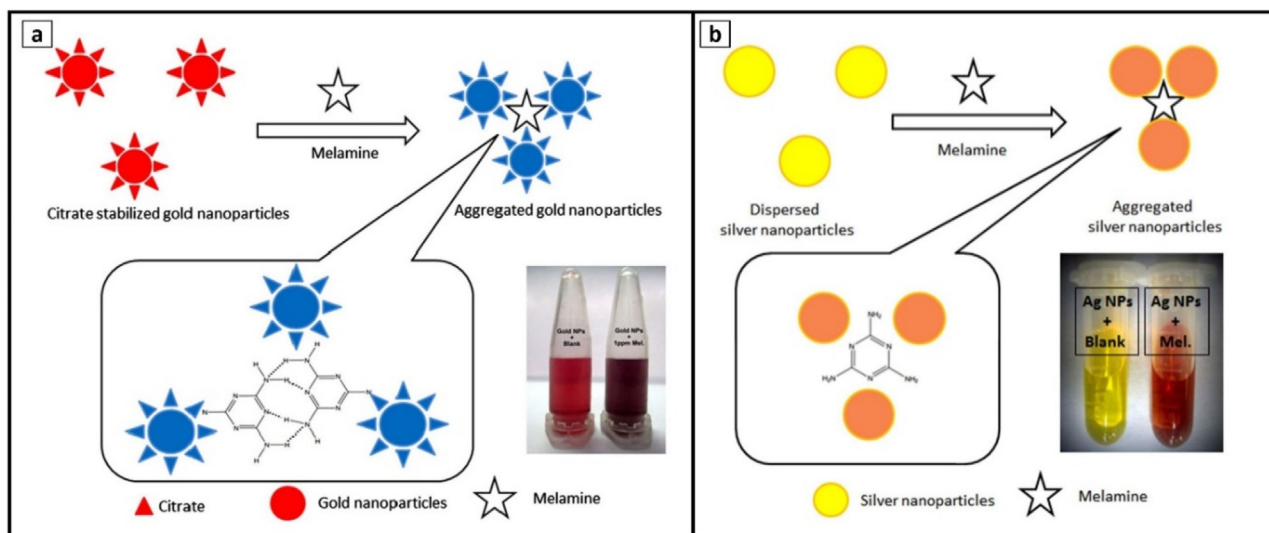 a
Melamine
Citrate stabilized gold nanoparticles
Aggregated gold nanoparticles
H
H
H
N
N
N
N
N
N
N
N
N
N
H
H
N
N
H
H
H
H
Gold NPs
+
Blank
Gold NPs
+
1ppm Mel.
Citrate
Gold nanoparticles
Melamine
b
Melamine
Dispersed
silver nanoparticles
Aggregated
silver nanoparticles
NH₂
N
N
H₂N
N
NH₂
Ag NPs
+
Blank
Ag NPs
+
Mel.
Silver nanoparticles
Melamine